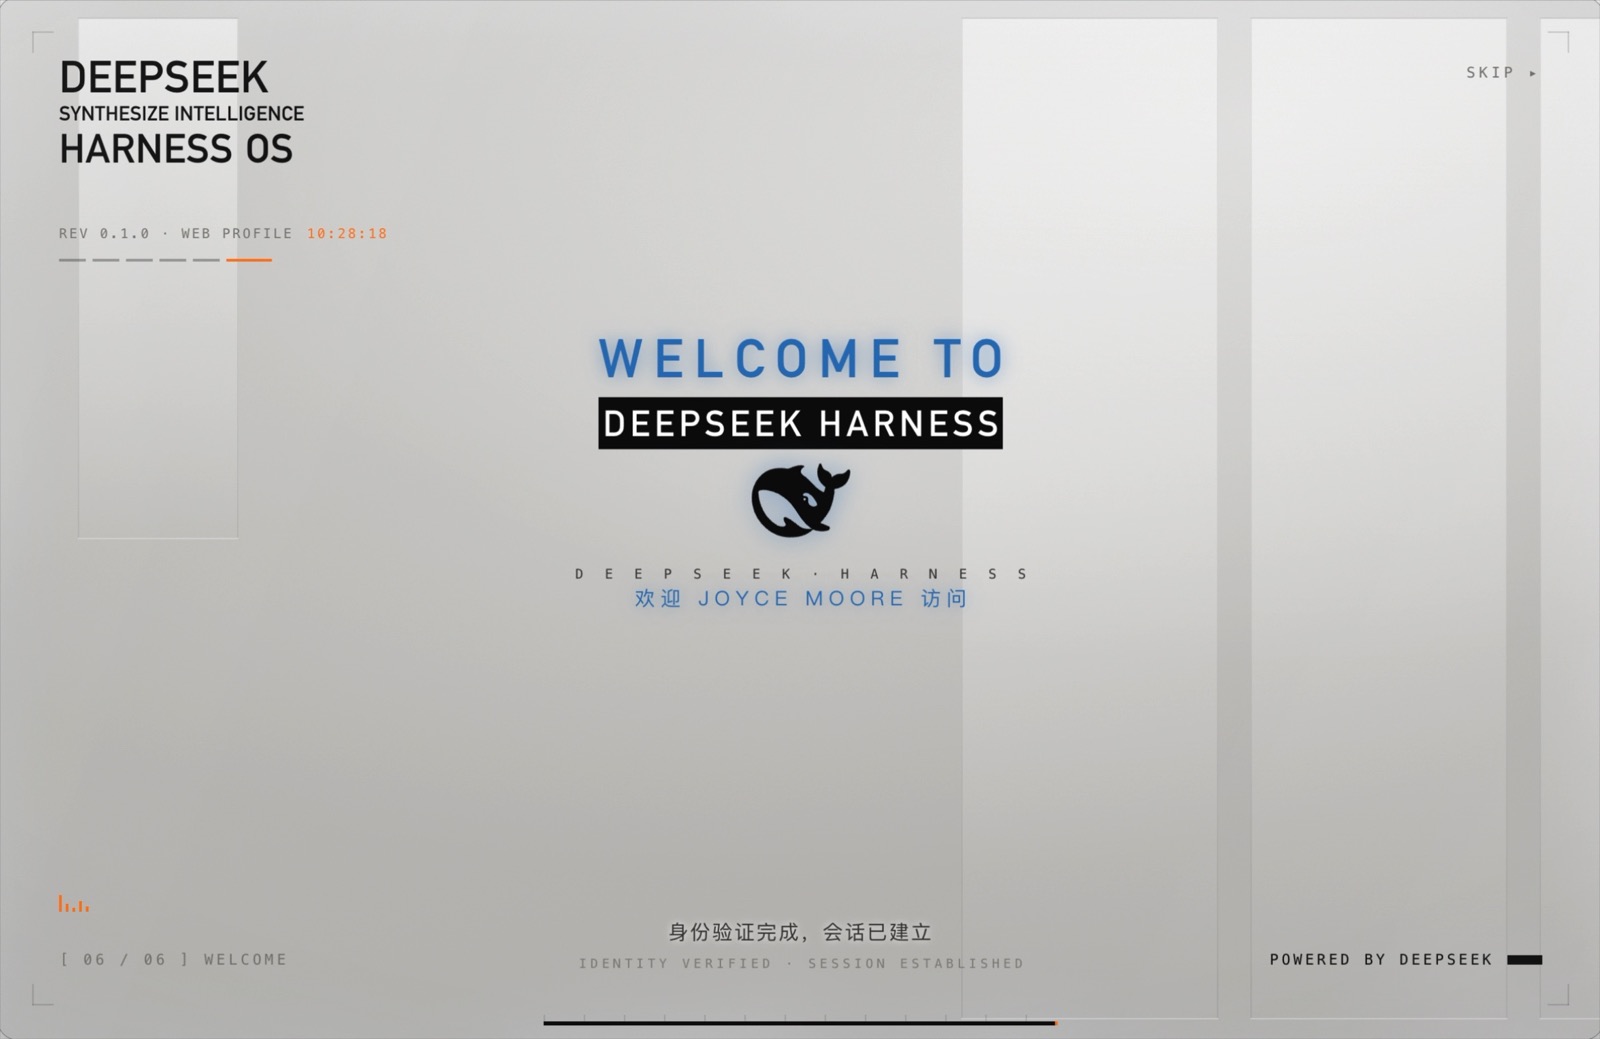 DEEPSEEK
SYNTHESIZE INTELLIGENCE
HARNESS OS
SKIP ▸
REV 0.1.0 · WEB PROFILE 10:28:18
WELCOME TO
DEEPSEEK HARNESS
DEEPSEEK·HARNESS
欢迎 JOYCE MOORE 访问
身份验证完成，会话已建立
IDENTITY VERIFIED · SESSION ESTABLISHED
[ 06 / 06 ] WELCOME
POWERED BY DEEPSEEK